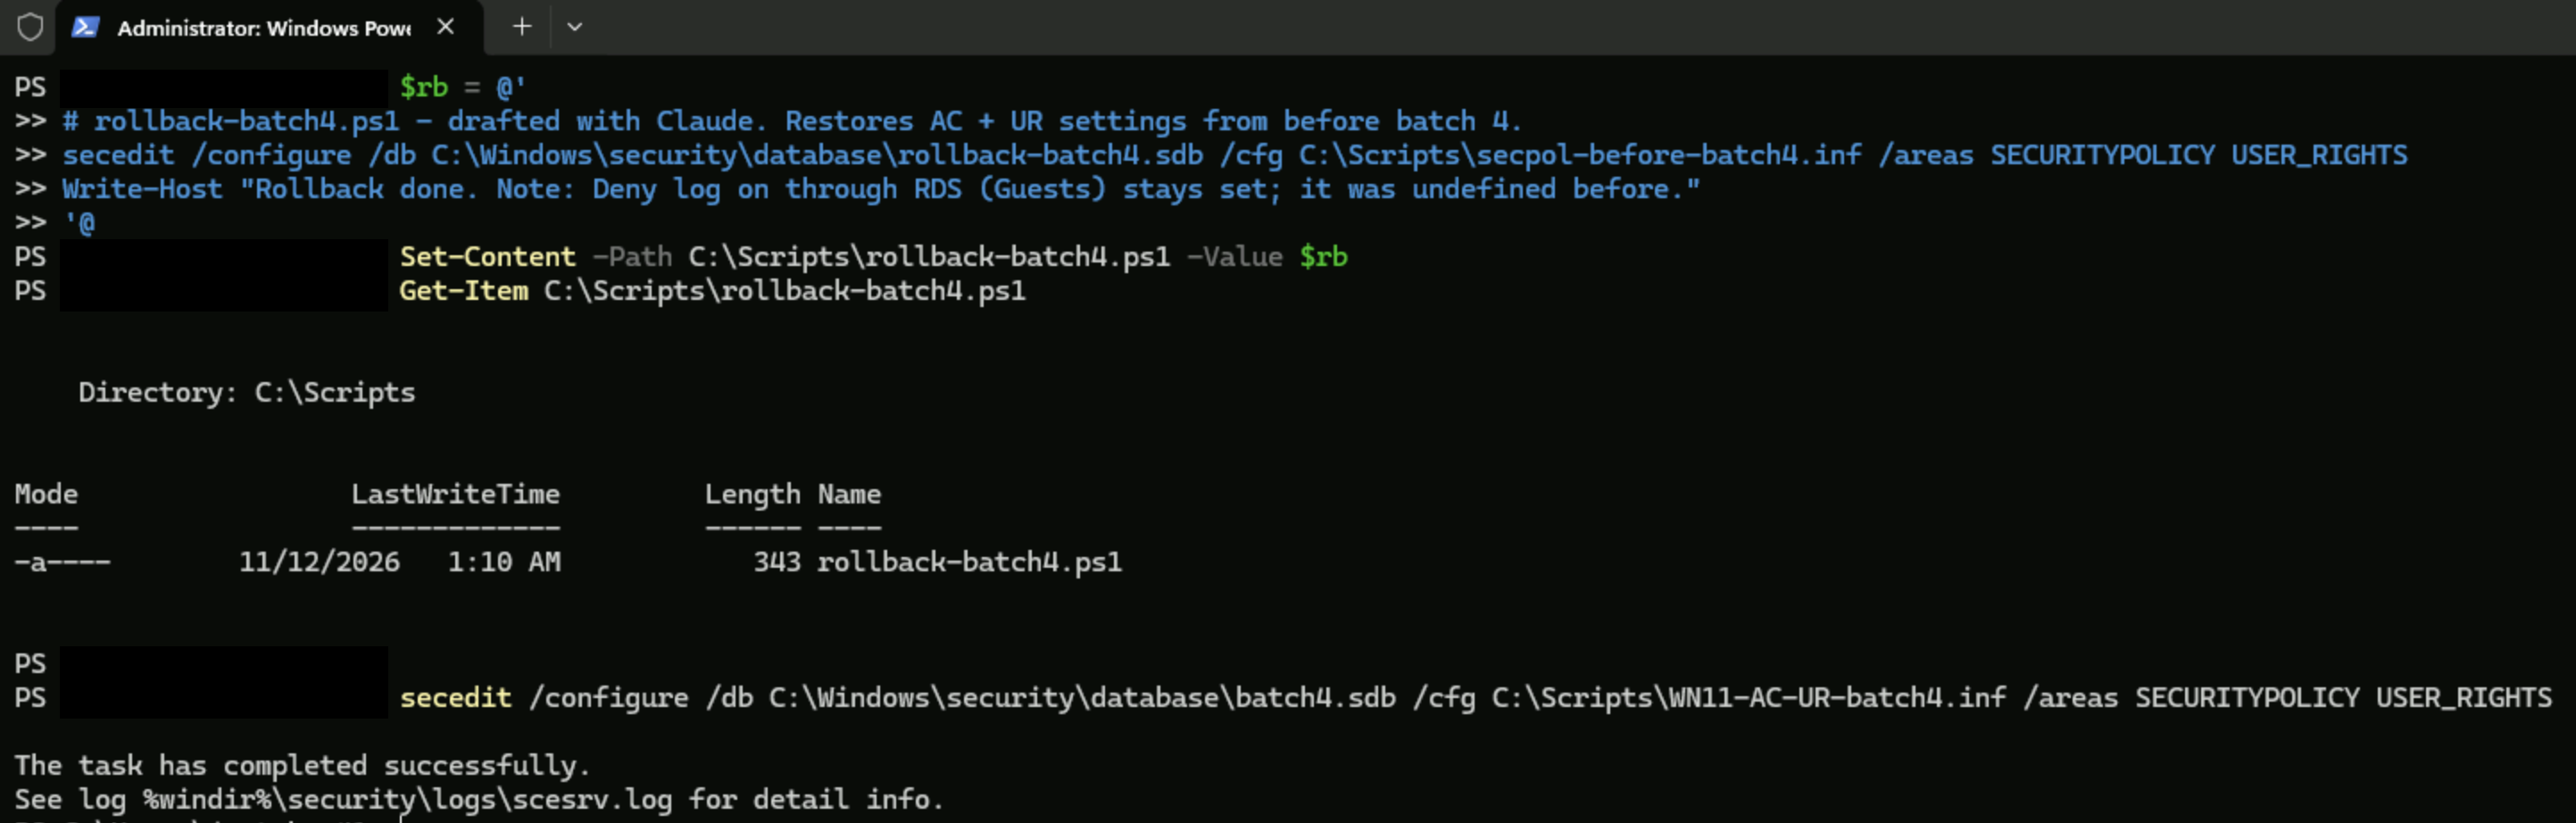 Administrator: Windows Powe
PS $rb = @'
>> # rollback-batch4.ps1 - drafted with Claude. Restores AC + UR settings from before batch 4.
>> secedit /configure /db C:\Windows\security\database\rollback-batch4.sdb /cfg C:\Scripts\secpol-before-batch4.inf /areas SECURITYPOLICY USER_RIGHTS
>> Write-Host "Rollback done. Note: Deny log on through RDS (Guests) stays set; it was undefined before."
>> '@
PS Set-Content -Path C:\Scripts\rollback-batch4.ps1 -Value $rb
PS Get-Item C:\Scripts\rollback-batch4.ps1
Directory: C:\Scripts
Mode LastWriteTime Length Name
---- ------------- ------ ----
-a---- 11/12/2026 1:10 AM 343 rollback-batch4.ps1
PS
PS secedit /configure /db C:\Windows\security\database\batch4.sdb /cfg C:\Scripts\WN11-AC-UR-batch4.inf /areas SECURITYPOLICY USER_RIGHTS
The task has completed successfully.
See log %windir%\security\logs\scesrv.log for detail info.